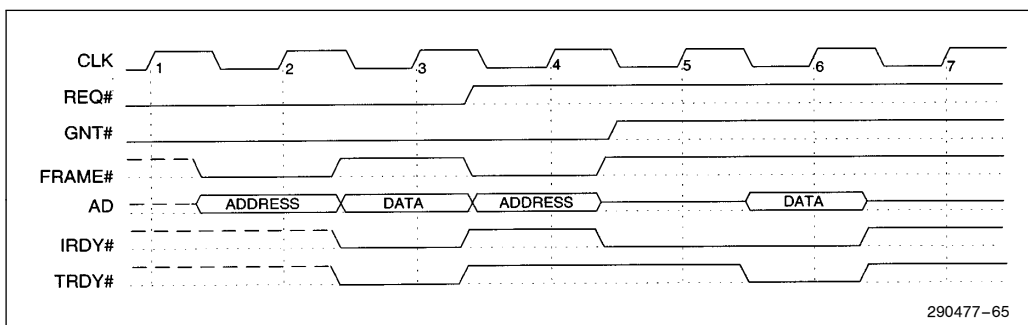 CLK 1 2 3 4 5 6 7
REQ#
GNT#
FRAME#
AD ADDRESS DATA ADDRESS DATA
IRDY#
TRDY#
290477-65